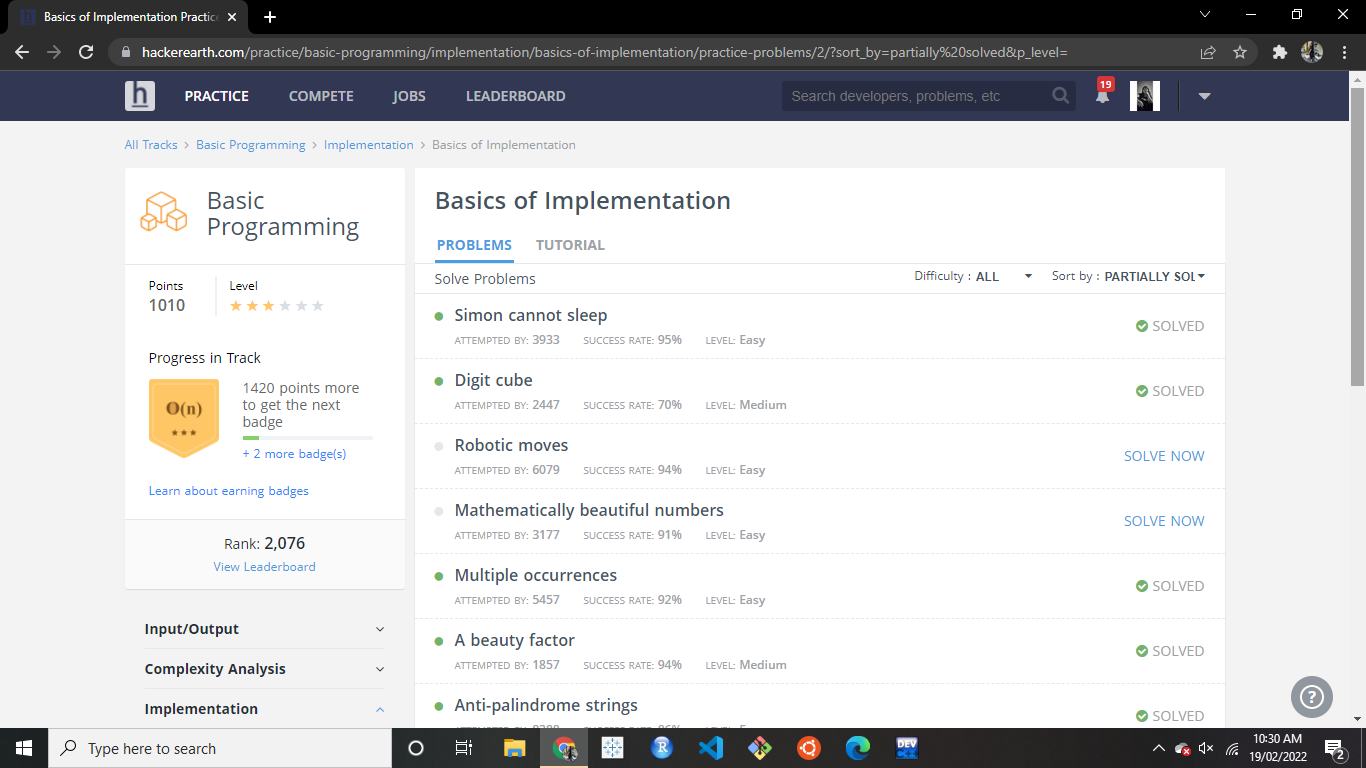 Basics of Implementation Practice
hackerearth.com/practice/basic-programming/implementation/basics-of-implementation/practice-problems/2/?sort_by=partially%20solved&p_level=
h PRACTICE COMPETE JOBS LEADERBOARD Search developers, problems, etc 19
All Tracks > Basic Programming > Implementation > Basics of Implementation
Basic
Programming
Points Level
1010
Progress in Track
O(n)
1420 points more
to get the next
badge
+ 2 more badge(s)
Learn about earning badges
Rank: 2,076
View Leaderboard
Input/Output
Complexity Analysis
Implementation
Basics of Implementation
PROBLEMS TUTORIAL
Solve Problems Difficulty : ALL Sort by : PARTIALLY SOL
Simon cannot sleep
ATTEMPTED BY: 3933 SUCCESS RATE: 95% LEVEL: Easy
SOLVED
Digit cube
ATTEMPTED BY: 2447 SUCCESS RATE: 70% LEVEL: Medium
SOLVED
Robotic moves
ATTEMPTED BY: 6079 SUCCESS RATE: 94% LEVEL: Easy
SOLVE NOW
Mathematically beautiful numbers
ATTEMPTED BY: 3177 SUCCESS RATE: 91% LEVEL: Easy
SOLVE NOW
Multiple occurrences
ATTEMPTED BY: 5457 SUCCESS RATE: 92% LEVEL: Easy
SOLVED
A beauty factor
ATTEMPTED BY: 1857 SUCCESS RATE: 94% LEVEL: Medium
SOLVED
Anti-palindrome strings
SOLVED
?
Type here to search
R
DEV
C++
10:30 AM
19/02/2022
2